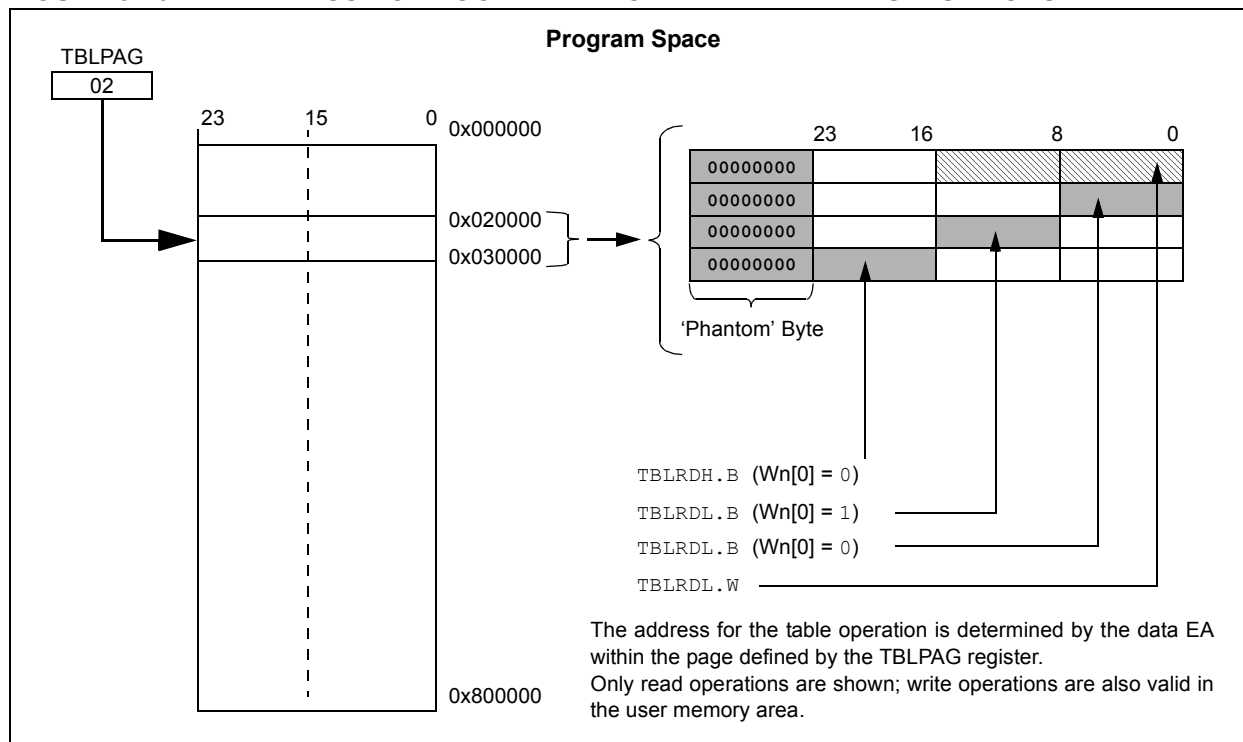 Program Space
TBLPAG
02
23 15 0
0x000000
0x020000
0x030000
0x800000
23 16 8 0
00000000
00000000
00000000
00000000
‘Phantom’ Byte
TBLRDH.B (Wn[0] = 0)
TBLRDL.B (Wn[0] = 1)
TBLRDL.B (Wn[0] = 0)
TBLRDL.W
The address for the table operation is determined by the data EA
within the page defined by the TBLPAG register.
Only read operations are shown; write operations are also valid in
the user memory area.